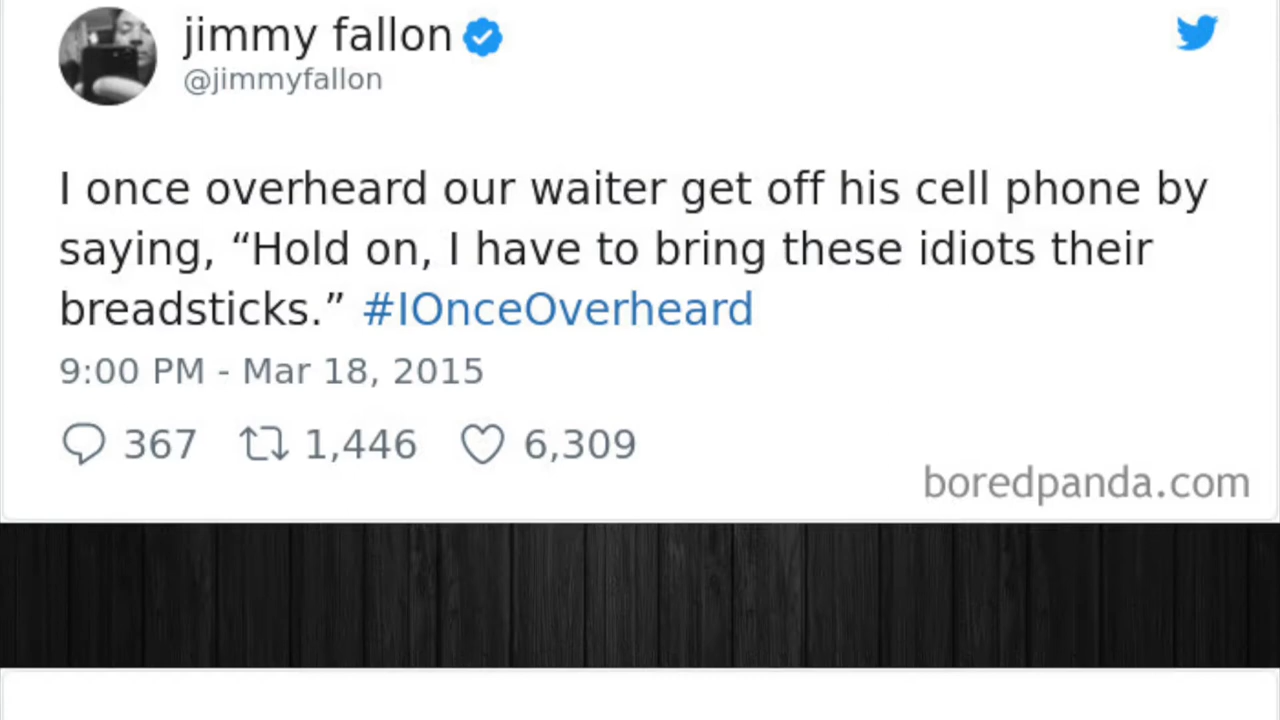 jimmy fallon
@jimmyfallon
I once overheard our waiter get off his cell phone by
saying, “Hold on, I have to bring these idiots their
breadsticks.” #IOnceOverheard
9:00 PM - Mar 18, 2015
367 1,446 6,309
boredpanda.com